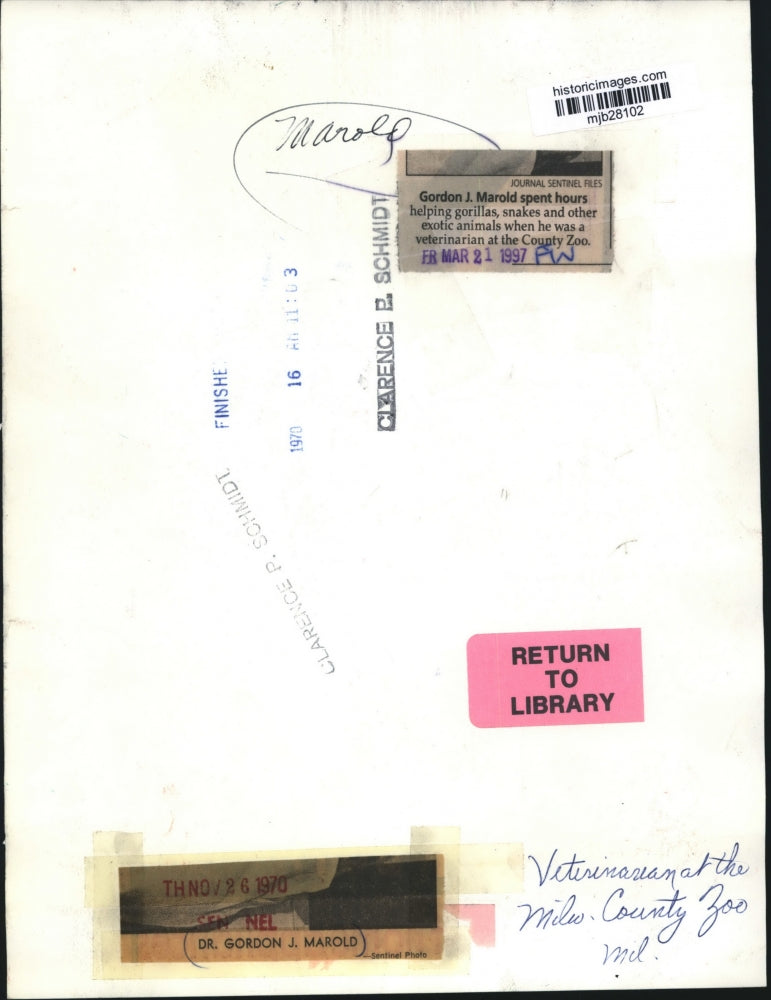 historicimages.com
mjb28102
Marold
JOURNAL SENTINEL FILES
Gordon J. Marold spent hours
helping gorillas, snakes and other
exotic animals when he was a
veterinarian at the County Zoo.
FR MAR 21 1997 PW
CLARENCE P. SCHMIDT
1970 16 AM 11:03
FINISHE
CLARENCE P. SCHMIDT
RETURN
TO
LIBRARY
TH NOV 26 1970
SEN NEL
DR. GORDON J. MAROLD
—Sentinel Photo
Veterinarian at the
Milw. County Zoo